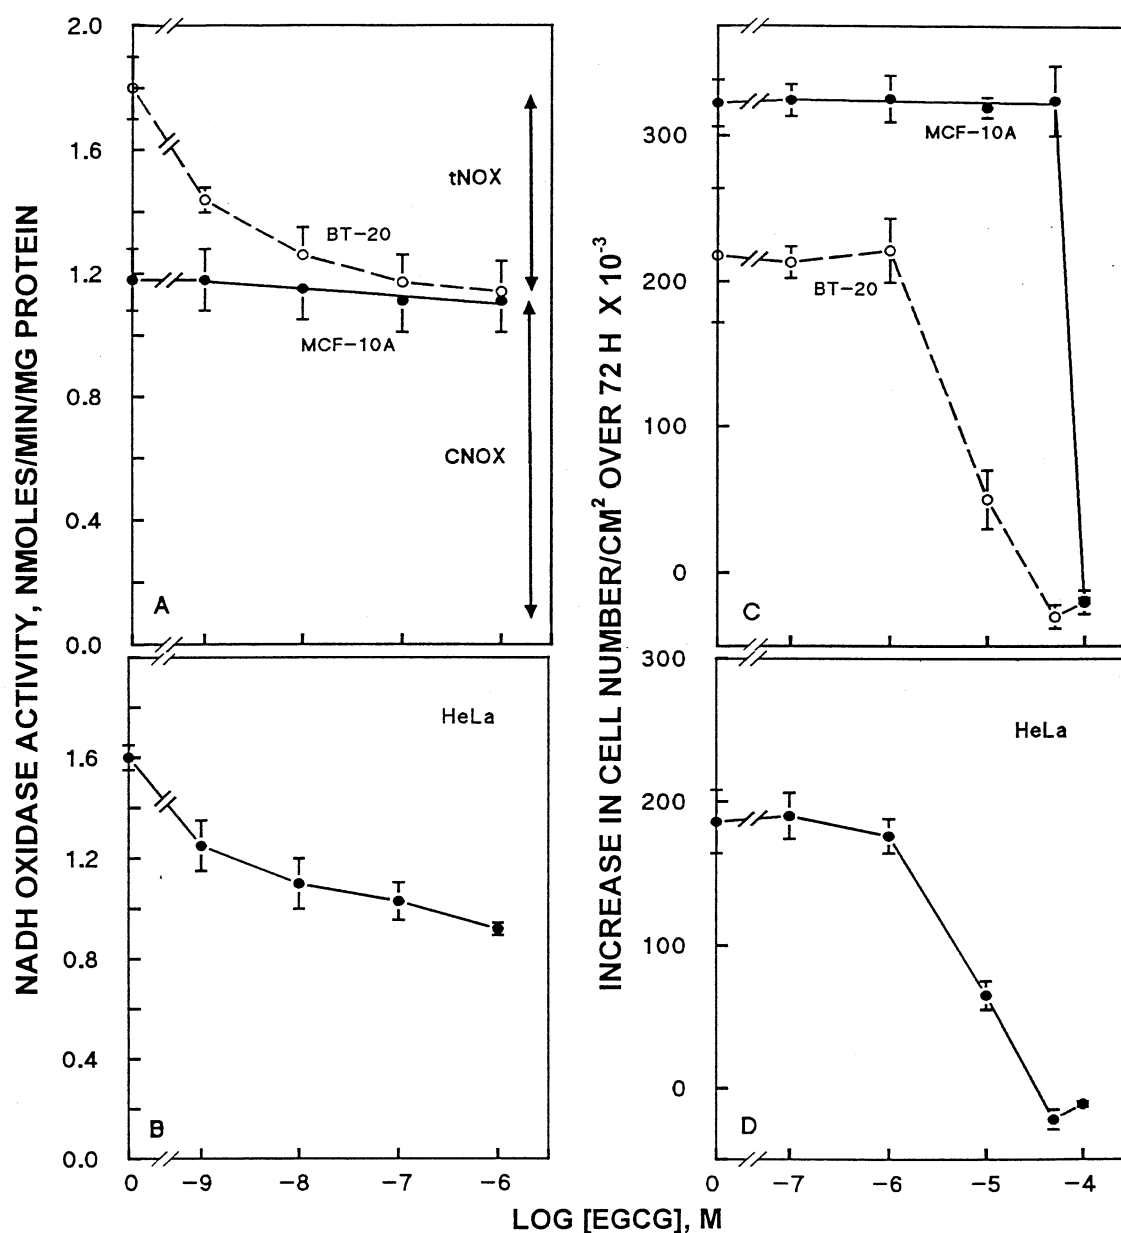 NADH OXIDASE ACTIVITY, NMOLES/MIN/MG PROTEIN
2.0
1.6
1.2
0.8
0.4
0.0
tNOX
BT-20
MCF-10A
CNOX
A
1.6
1.2
0.8
0.4
0.0
HeLa
B
0 -9 -8 -7 -6
INCREASE IN CELL NUMBER/CM² OVER 72 H X 10⁻³
300
200
100
0
MCF-10A
BT-20
C
300
200
100
0
HeLa
D
0 -7 -6 -5 -4
LOG [EGCG], M